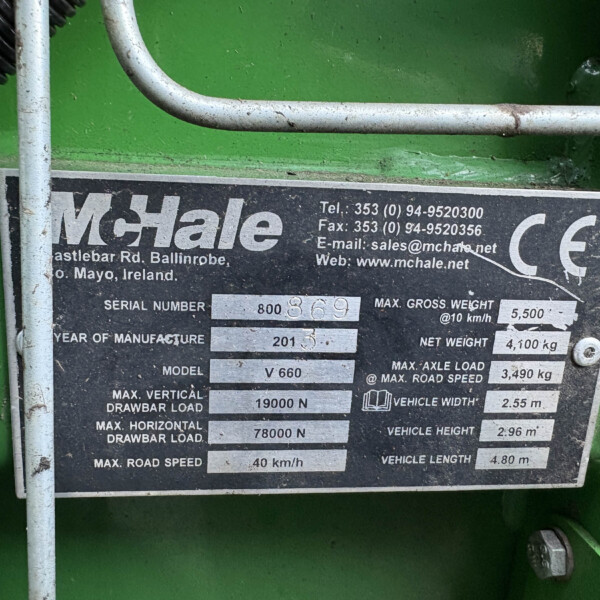 McHale
astlebar Rd. Ballinrobe,
o. Mayo, Ireland.
Tel.: 353 (0) 94-9520300
Fax: 353 (0) 94-9520356
E-mail: sales@mchale.net
Web: www.mchale.net
CE
SERIAL NUMBER 800 869
YEAR OF MANUFACTURE 2013
MODEL V 660
MAX. VERTICAL
DRAWBAR LOAD 19000 N
MAX. HORIZONTAL
DRAWBAR LOAD 78000 N
MAX. ROAD SPEED 40 km/h
MAX. GROSS WEIGHT
@10 km/h 5,500
NET WEIGHT 4,100 kg
MAX. AXLE LOAD
@ MAX. ROAD SPEED 3,490 kg
VEHICLE WIDTH 2.55 m
VEHICLE HEIGHT 2.96 m
VEHICLE LENGTH 4.80 m